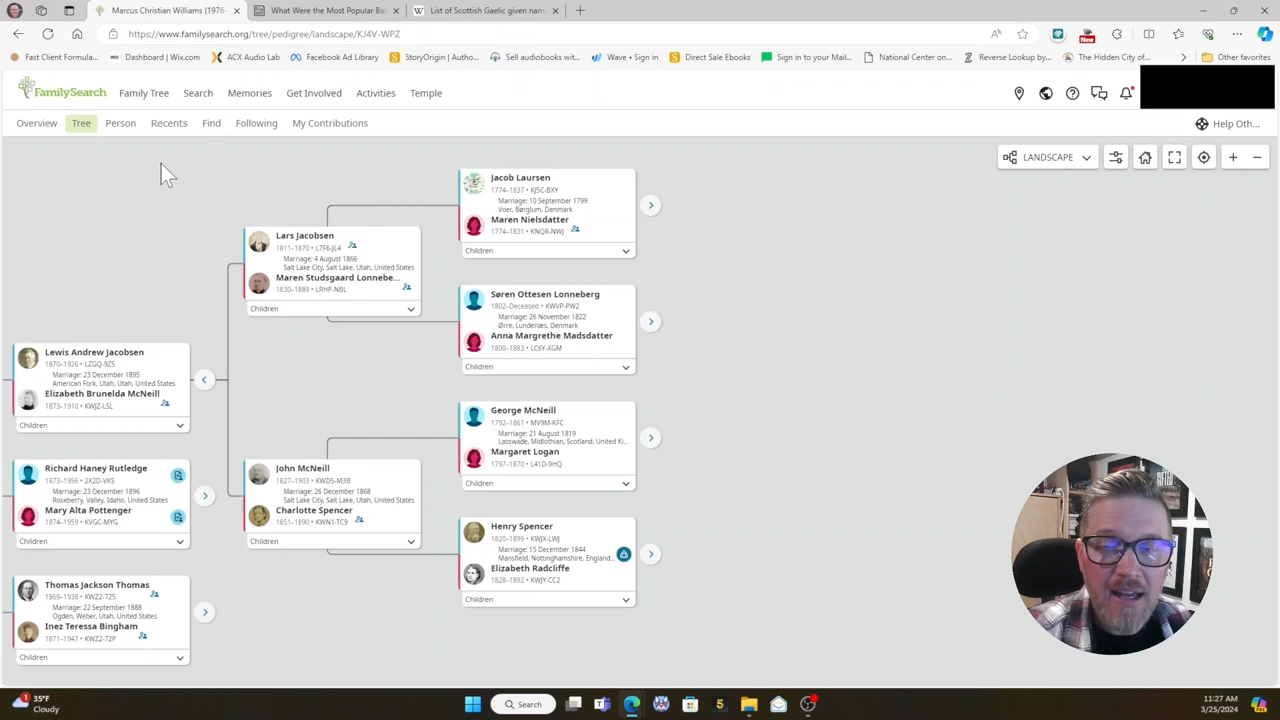 Marcus Christian Williams (1976-
What Were the Most Popular Bal
List of Scottish Gaelic given nam
https://www.familysearch.org/tree/pedigree/landscape/KJ4V-WPZ
Fast Client Formula...
Dashboard | Wix.com
ACX Audio Lab
Facebook Ad Library
StoryOrigin | Autho...
Sell audiobooks wit...
Wave • Sign in
Direct Sale Ebooks
Sign in to your Mail...
National Center on...
Reverse Lookup by...
The Hidden City of...
Other favorites
FamilySearch
Family Tree
Search
Memories
Get Involved
Activities
Temple
Overview
Tree
Person
Recents
Find
Following
My Contributions
Help Oth...
LANDSCAPE
Jacob Laursen
1774–1837 • KJ5C-BXY
Marriage: 10 September 1799
Voer, Børglum, Denmark
Maren Nielsdatter
1774–1831 • KNQR-NWJ
Children
Lars Jacobsen
1811–1870 • L7F6-JL4
Marriage: 4 August 1866
Salt Lake City, Salt Lake, Utah, United States
Maren Studsgaard Lonnebe...
1830–1889 • LRHP-NBL
Children
Søren Ottesen Lonneberg
1802–Deceased • KWVP-PW2
Marriage: 26 November 1822
Ørre, Lundenæs, Denmark
Anna Margrethe Madsdatter
1800–1883 • LC6Y-XGM
Children
Lewis Andrew Jacobsen
1870–1926 • LZGQ-9ZS
Marriage: 23 December 1895
American Fork, Utah, Utah, United States
Elizabeth Brunelda McNeill
1873–1910 • KWJZ-LSL
Children
George McNeill
1792–1861 • MV9M-KFC
Marriage: 21 August 1819
Lasswade, Midlothian, Scotland, United Ki...
Margaret Logan
1797–1870 • L41D-9HQ
Children
Richard Haney Rutledge
1873–1956 • 2X2D-VKS
Marriage: 23 December 1896
Roseberry, Valley, Idaho, United States
Mary Alta Pottenger
1874–1959 • KVGC-MYG
Children
John McNeill
1827–1903 • KWD5-M3B
Marriage: 26 December 1868
Salt Lake City, Salt Lake, Utah, United States
Charlotte Spencer
1851–1890 • KWN1-TC9
Children
Henry Spencer
1820–1899 • KWJX-LWJ
Marriage: 15 December 1844
Mansfield, Nottinghamshire, England...
Elizabeth Radcliffe
1828–1892 • KWJY-CC2
Children
Thomas Jackson Thomas
1869–1938 • KWZ2-725
Marriage: 22 September 1888
Ogden, Weber, Utah, United States
Inez Teressa Bingham
1871–1947 • KWZ2-72P
Children
35°F
Cloudy
Search
11:27 AM
3/25/2024